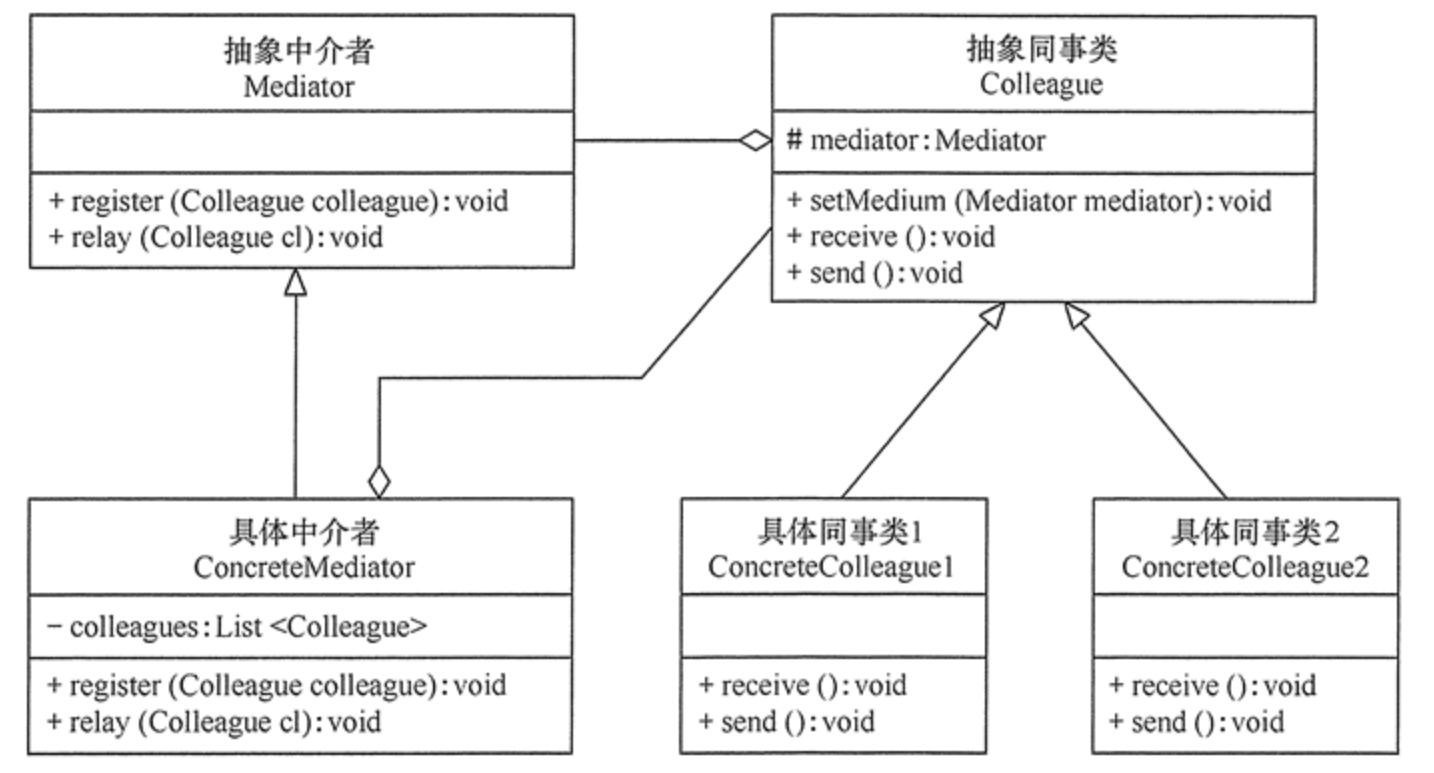 抽象中介者
Mediator
+ register (Colleague colleague): void
+ relay (Colleague cl): void
抽象同事类
Colleague
# mediator: Mediator
+ setMedium (Mediator mediator): void
+ receive (): void
+ send (): void
具体中介者
ConcreteMediator
− colleagues: List <Colleague>
+ register (Colleague colleague): void
+ relay (Colleague cl): void
具体同事类1
ConcreteColleague1
+ receive (): void
+ send (): void
具体同事类2
ConcreteColleague2
+ receive (): void
+ send (): void